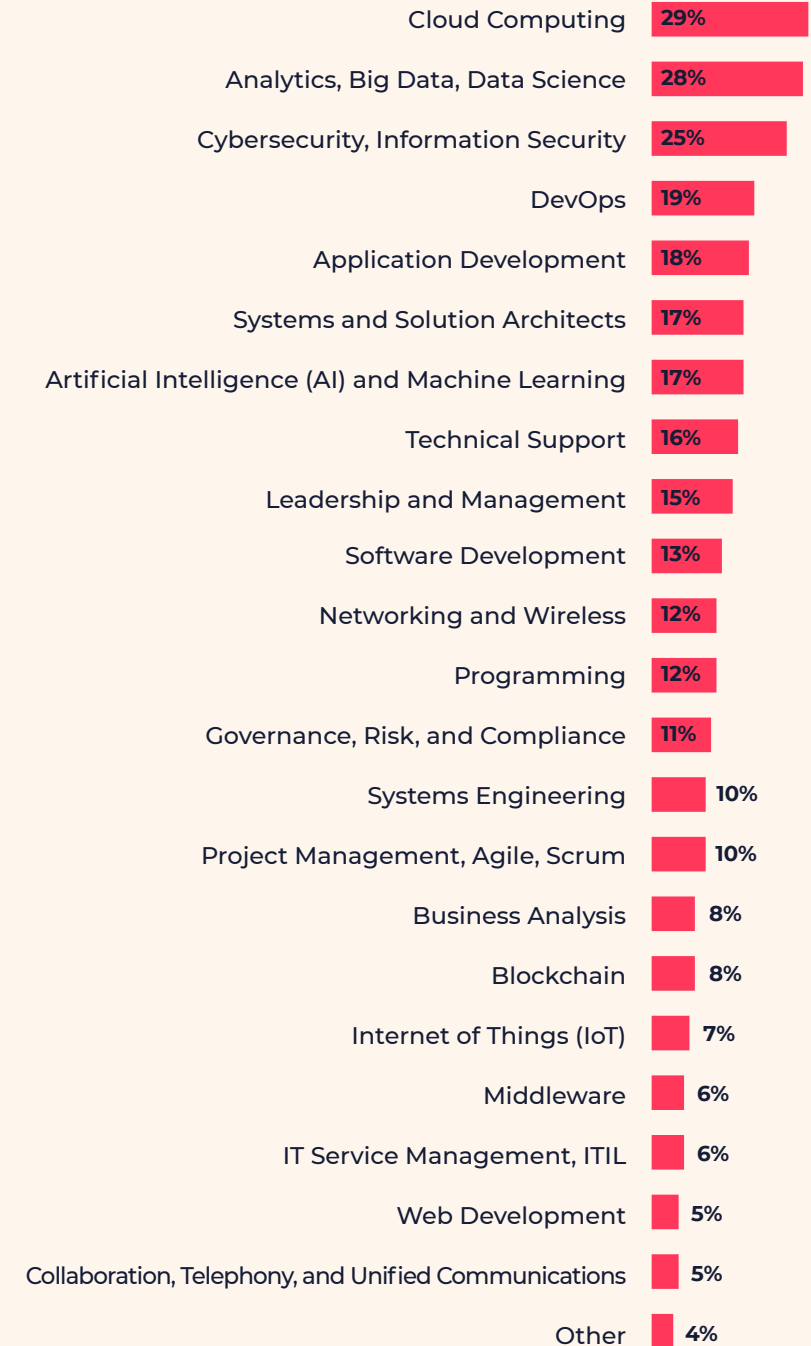 Cloud Computing 29%
Analytics, Big Data, Data Science 28%
Cybersecurity, Information Security 25%
DevOps 19%
Application Development 18%
Systems and Solution Architects 17%
Artificial Intelligence (AI) and Machine Learning 17%
Technical Support 16%
Leadership and Management 15%
Software Development 13%
Networking and Wireless 12%
Programming 12%
Governance, Risk, and Compliance 11%
Systems Engineering 10%
Project Management, Agile, Scrum 10%
Business Analysis 8%
Blockchain 8%
Internet of Things (IoT) 7%
Middleware 6%
IT Service Management, ITIL 6%
Web Development 5%
Collaboration, Telephony, and Unified Communications 5%
Other 4%